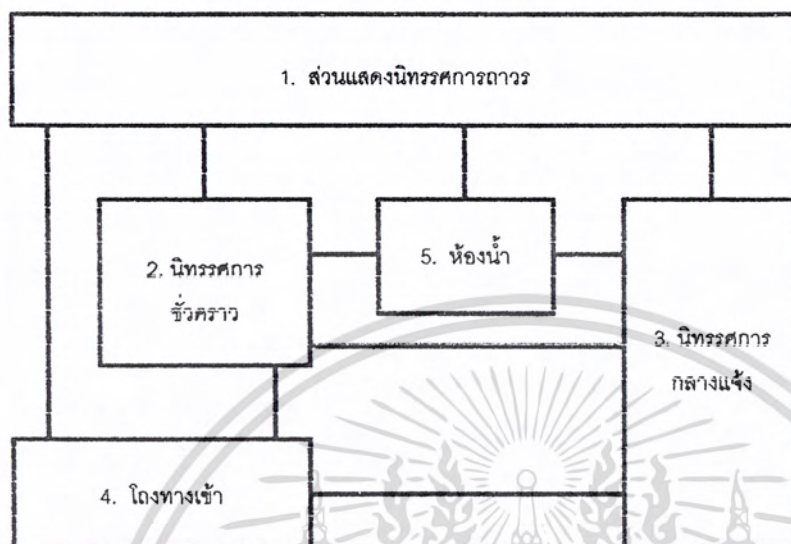 1. ส่วนแสดงนิทรรศการถาวร
2. นิทรรศการ
ชั่วคราว
5. ห้องน้ำ
3. นิทรรศการ
กลางแจ้ง
4. โถงทางเข้า